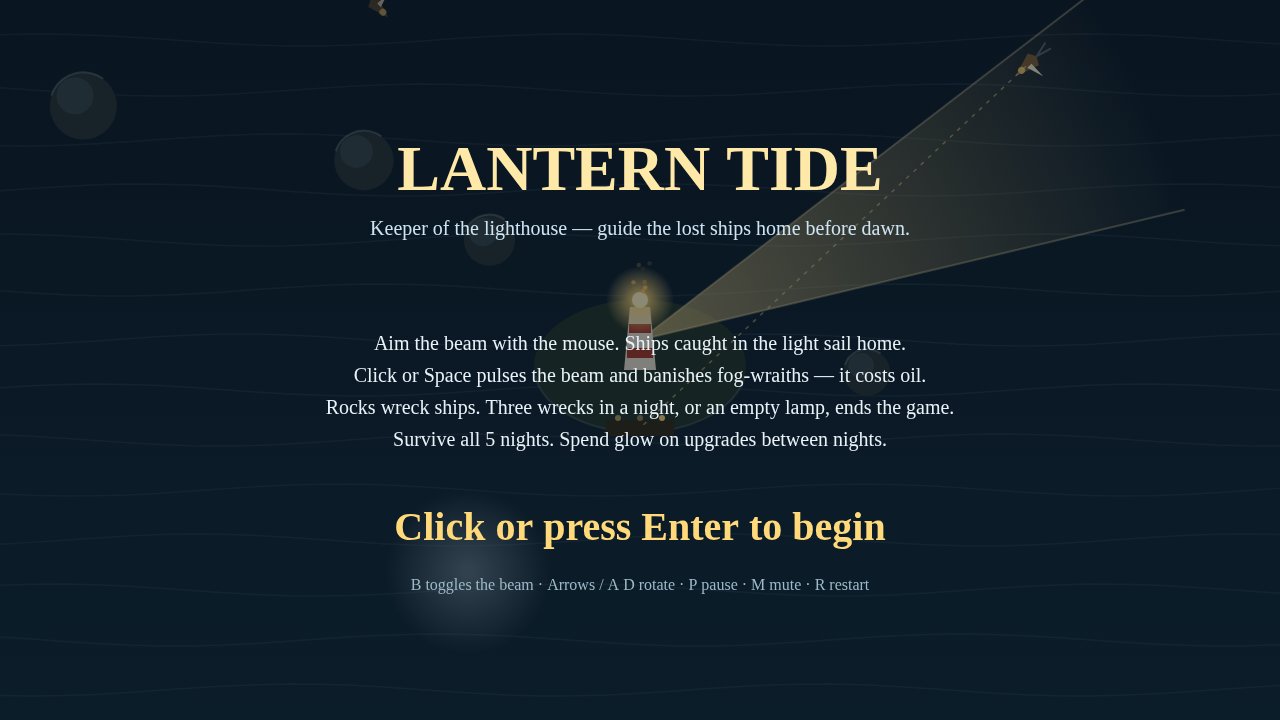 LANTERN TIDE
Keeper of the lighthouse — guide the lost ships home before dawn.
Aim the beam with the mouse. Ships caught in the light sail home.
Click or Space pulses the beam and banishes fog-wraiths — it costs oil.
Rocks wreck ships. Three wrecks in a night, or an empty lamp, ends the game.
Survive all 5 nights. Spend glow on upgrades between nights.
Click or press Enter to begin
B toggles the beam · Arrows / A D rotate · P pause · M mute · R restart